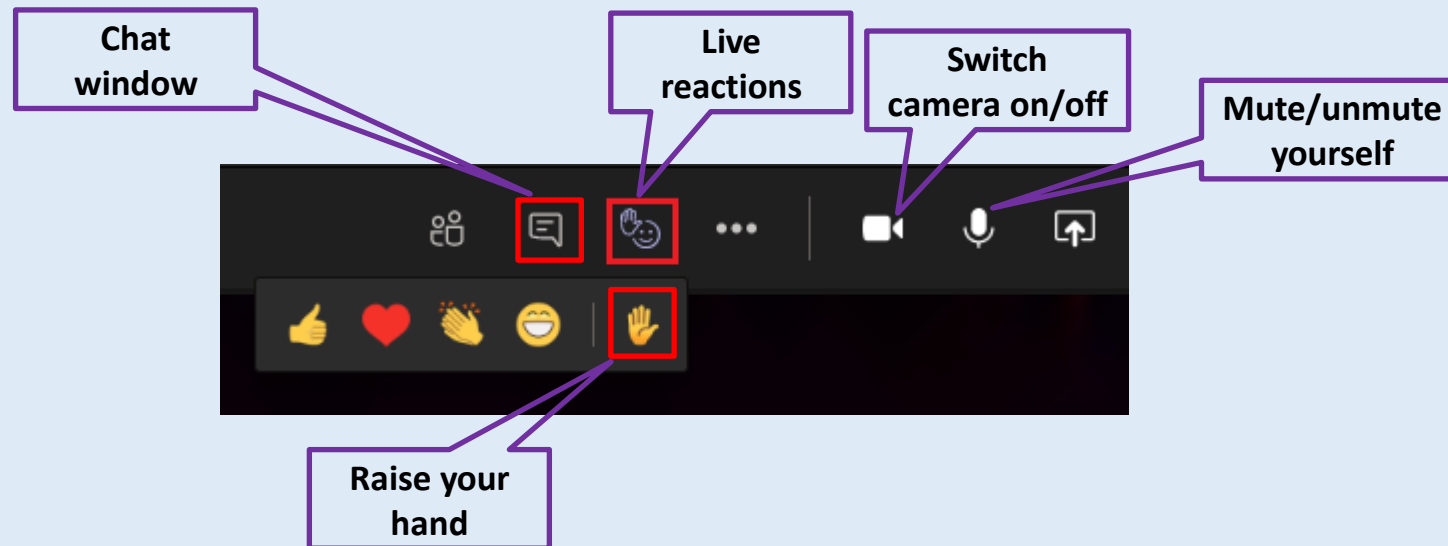 Chat
window
Live
reactions
Switch
camera on/off
Mute/unmute
yourself
Raise your
hand